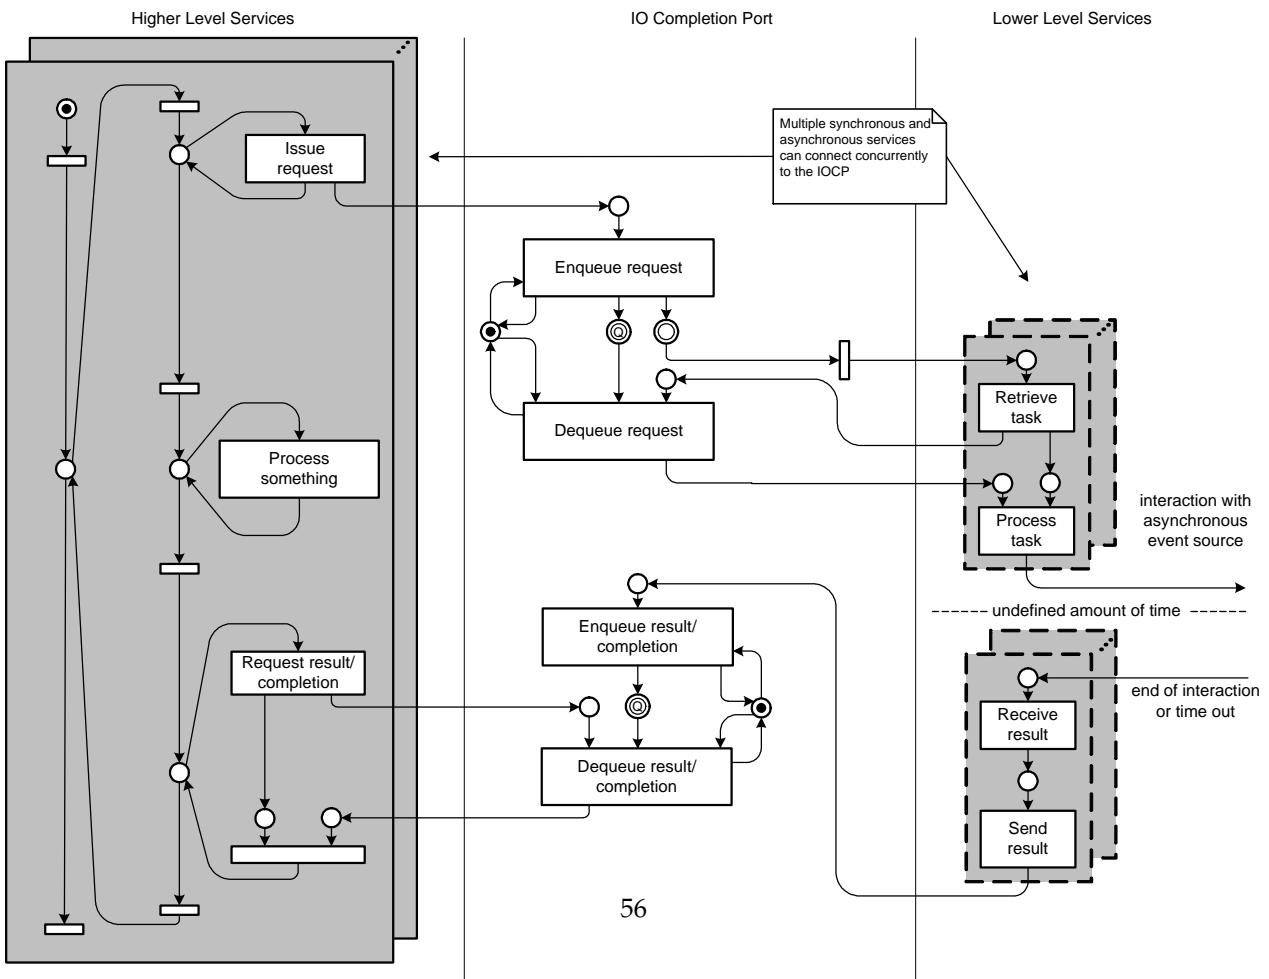 Higher Level Services
IO Completion Port
Lower Level Services
Multiple synchronous and
asynchronous services
can connect concurrently
to the IOCP
Issue
request
Enqueue request
Q
Retrieve
task
Dequeue request
Process
something
Process
task
interaction with
asynchronous
event source
undefined amount of time
Enqueue result/
completion
Request result/
completion
Q
end of interaction
or time out
Receive
result
Dequeue result/
completion
Send
result
56